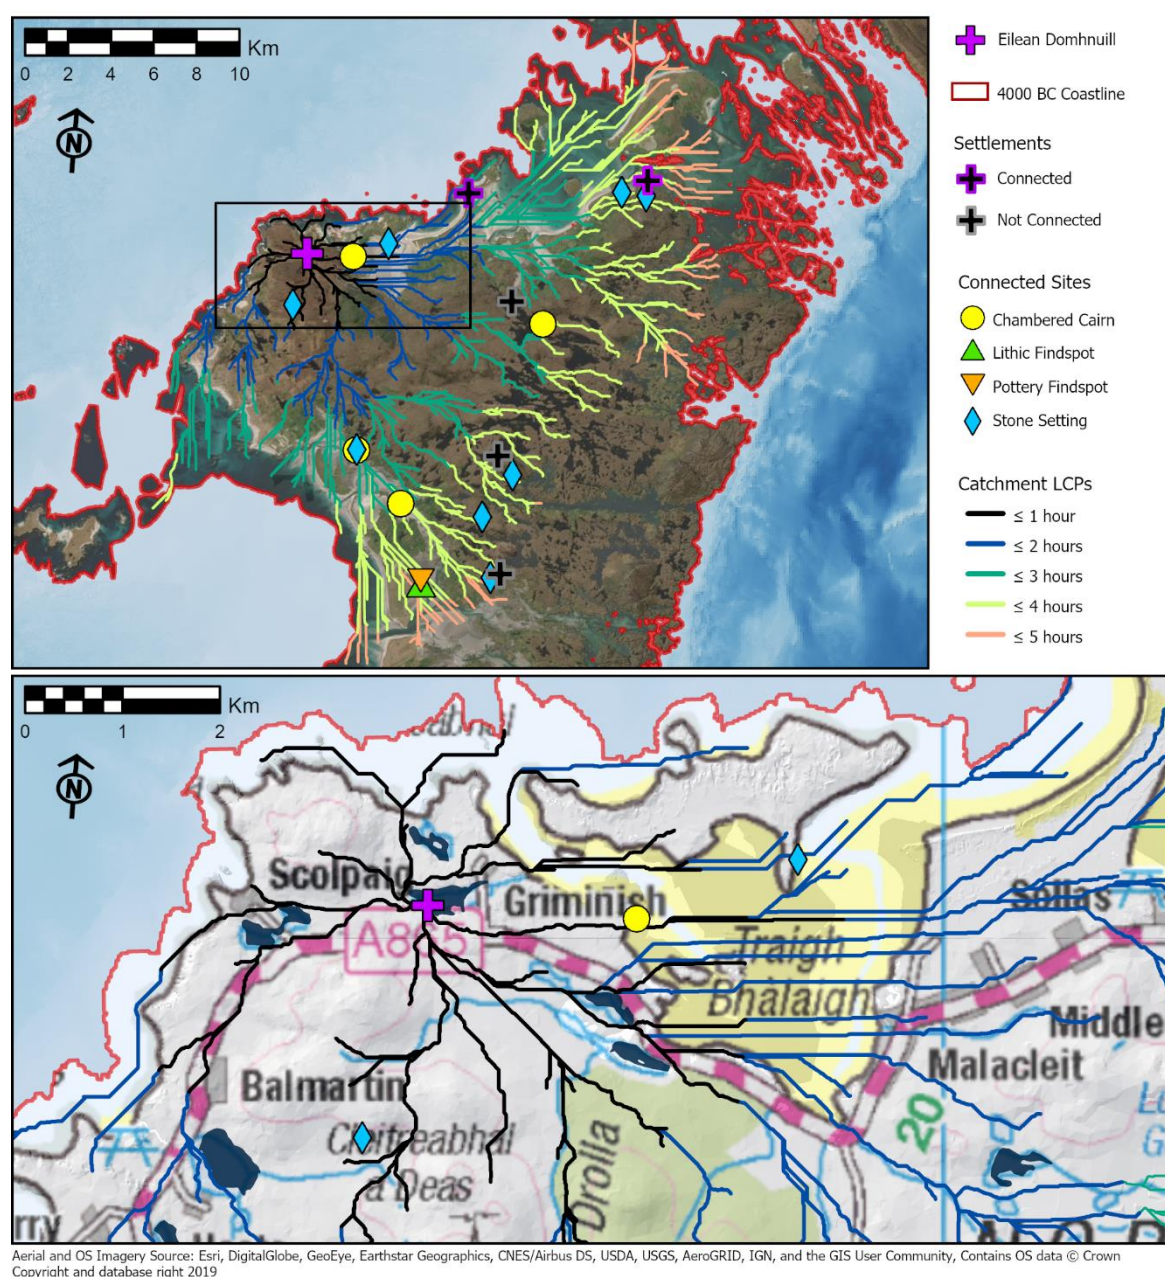 Km
0 2 4 6 8 10
N
Eilean Domhnuill
4000 BC Coastline
Settlements
Connected
Not Connected
Connected Sites
Chambered Cairn
Lithic Findspot
Pottery Findspot
Stone Setting
Catchment LCPs
≤ 1 hour
≤ 2 hours
≤ 3 hours
≤ 4 hours
≤ 5 hours
Km
0 1 2
N
Scolpaig
Griminish
A865
Sollas
Traigh
Bhalaigh
Middle
Malacleit
Balmartin
20
a Deas
Drolla
rry
Aerial and OS Imagery Source: Esri, DigitalGlobe, GeoEye, Earthstar Geographics, CNES/Airbus DS, USDA, USGS, AeroGRID, IGN, and the GIS User Community, Contains OS data © Crown
Copyright and database right 2019